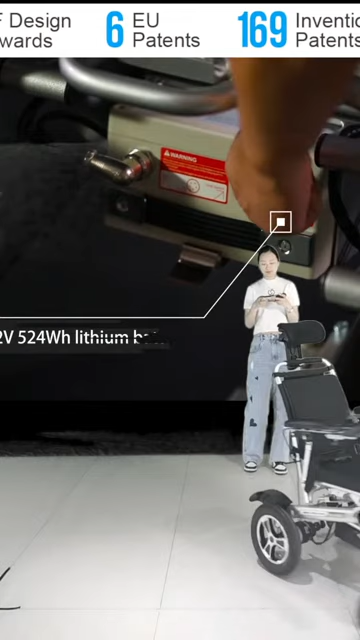 F Design
wards
6 EU
Patents
169 Inventio
Patents
WARNING
2V 524Wh lithium